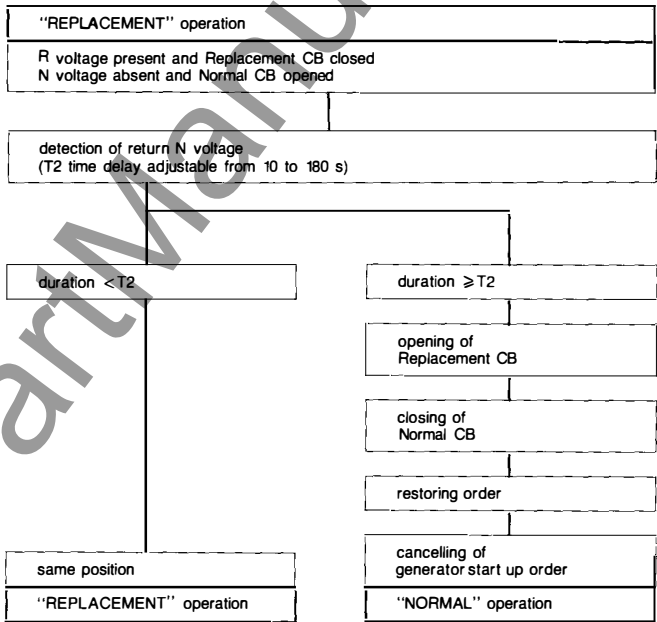 "REPLACEMENT" operation
R voltage present and Replacement CB closed
N voltage absent and Normal CB opened
detection of return N voltage
(T2 time delay adjustable from 10 to 180 s)
duration < T2
duration ⩾ T2
opening of
Replacement CB
closing of
Normal CB
restoring order
same position
"REPLACEMENT" operation
cancelling of
generator start up order
"NORMAL" operation